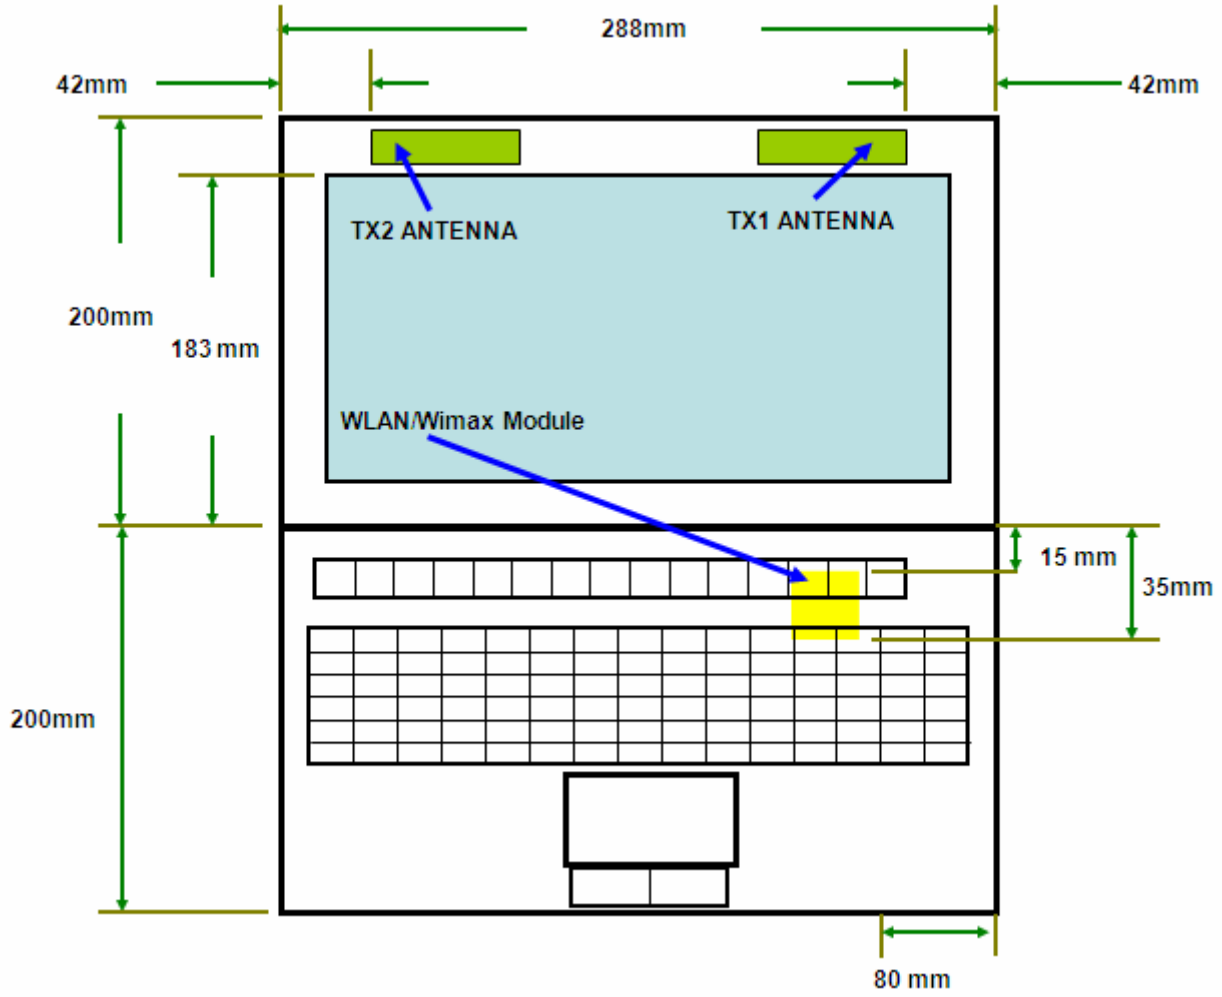 288mm
42mm
42mm
TX2 ANTENNA
TX1 ANTENNA
200mm
183 mm
WLAN/Wimax Module
15 mm
35mm
200mm
80 mm